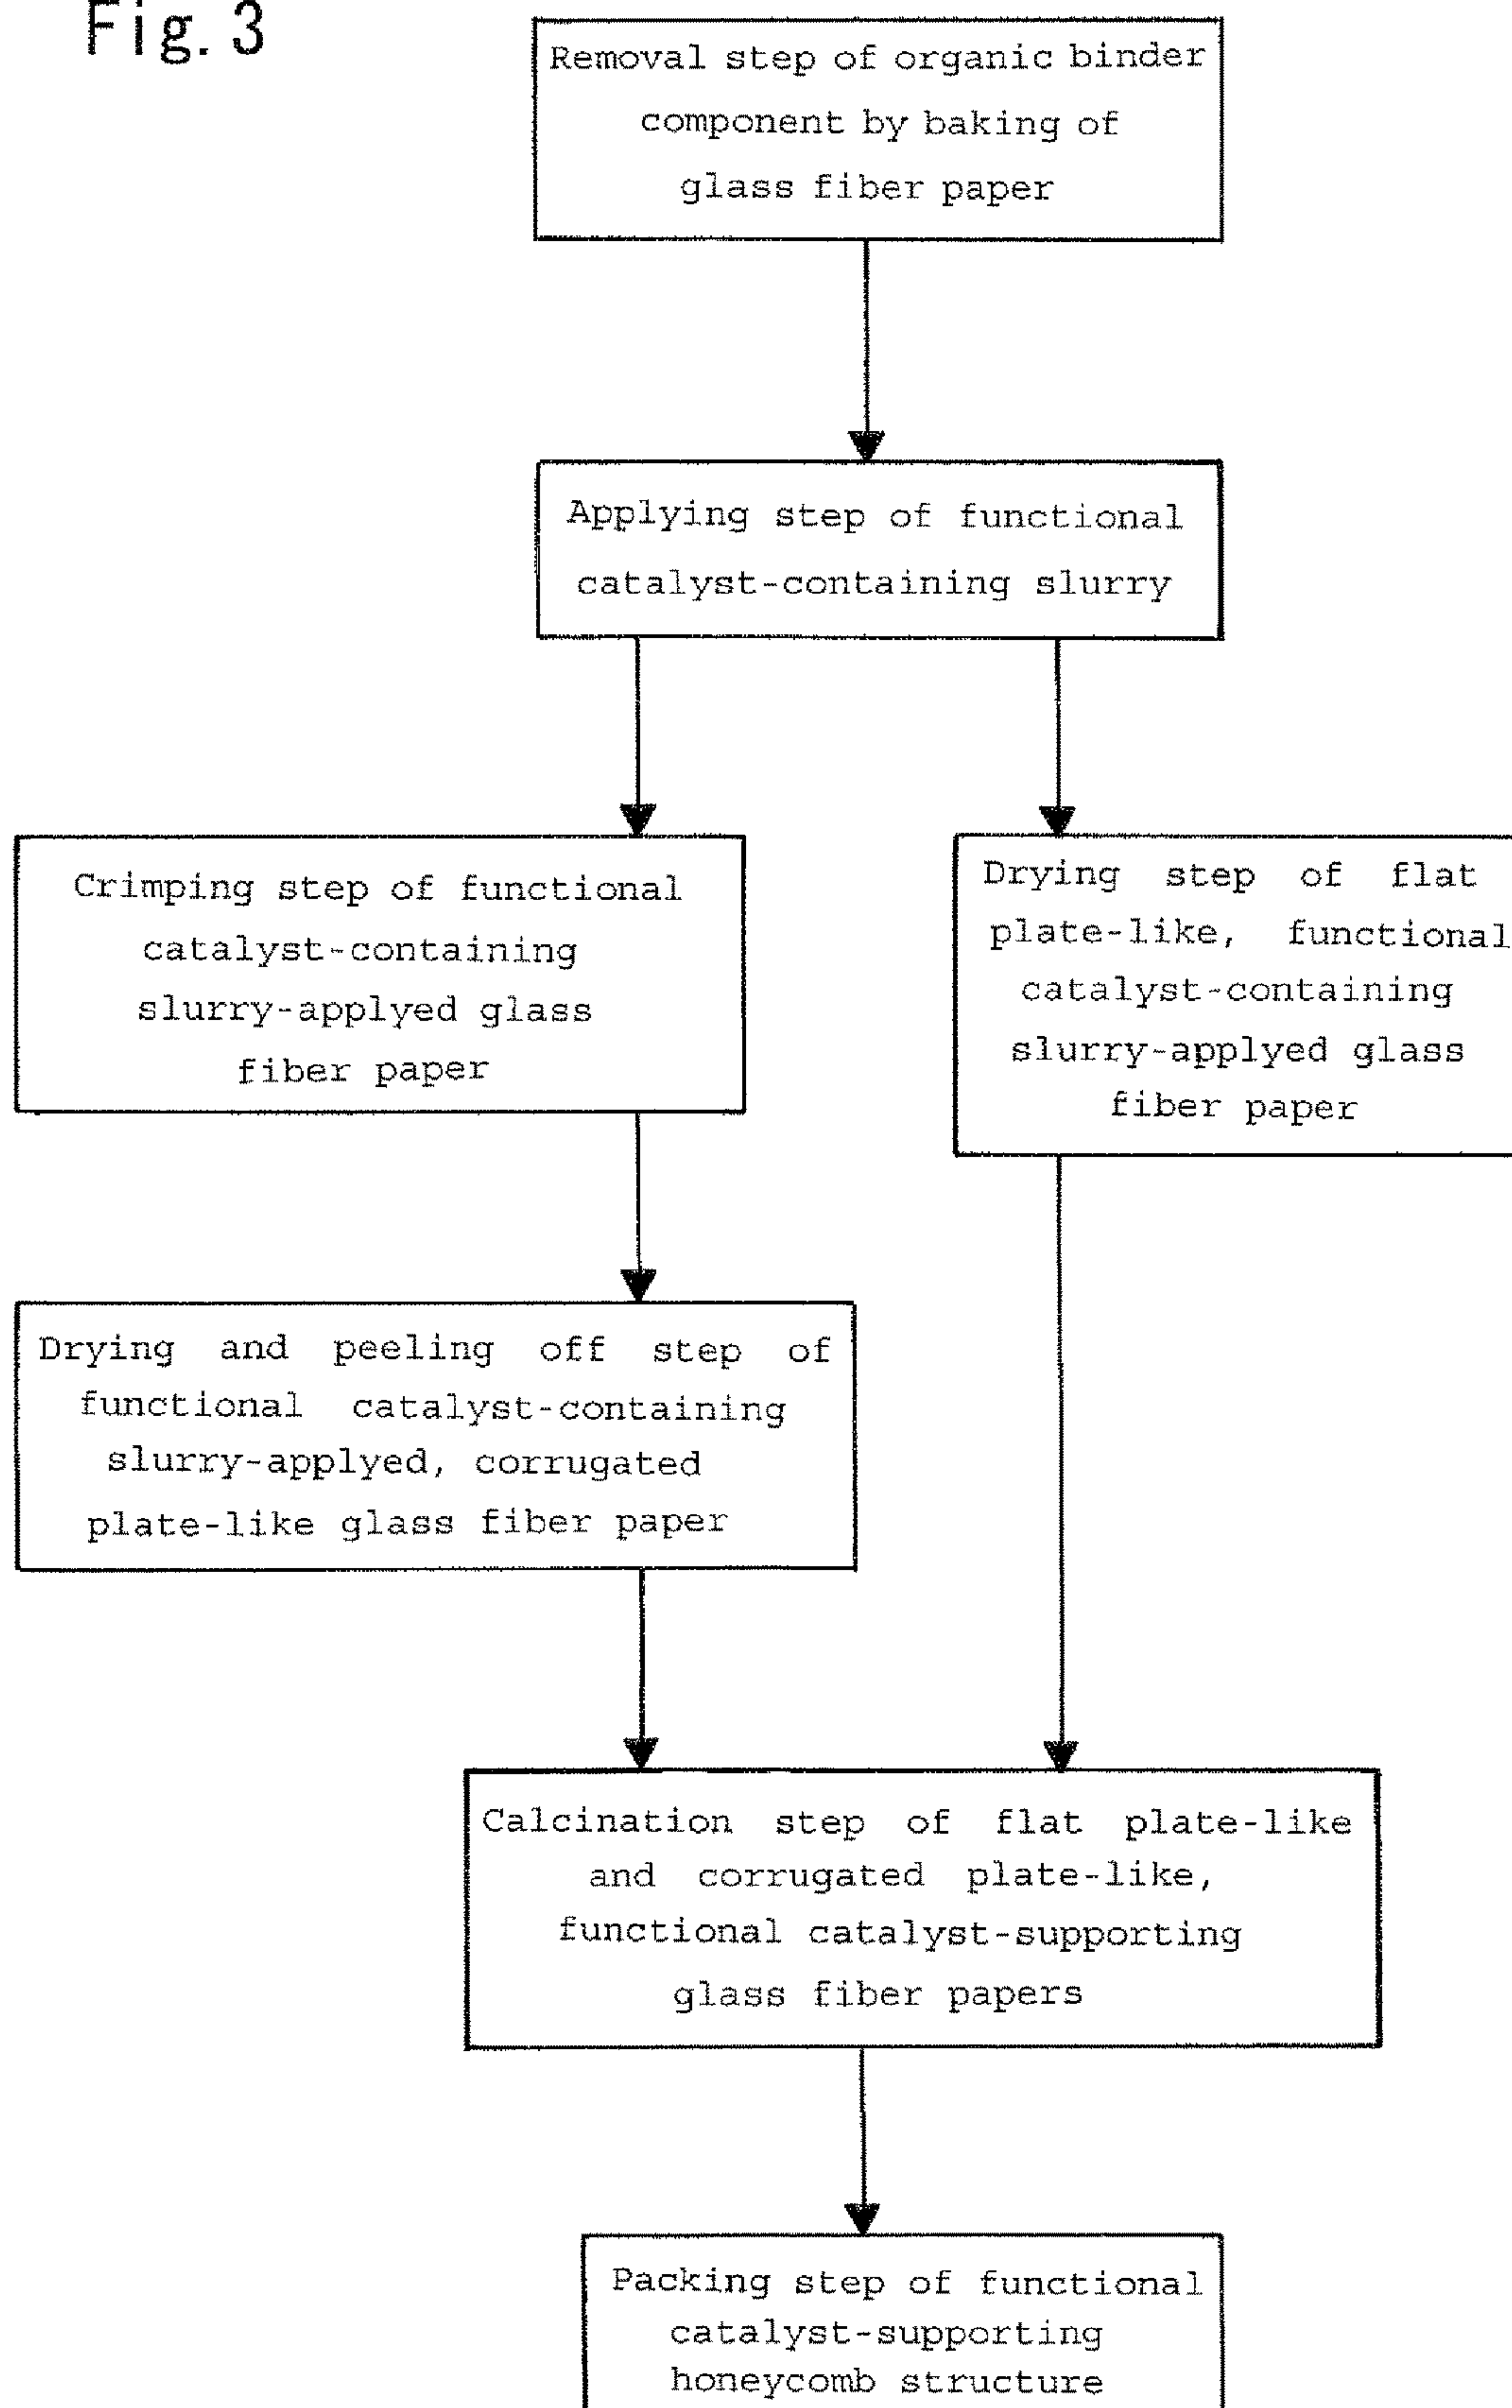 Fig. 3
Removal step of organic binder
component by baking of
glass fiber paper
Applying step of functional
catalyst-containing slurry
Crimping step of functional
catalyst-containing
slurry-applyed glass
fiber paper
Drying step of flat
plate-like, functional
catalyst-containing
slurry-applyed glass
fiber paper
Drying and peeling off step of
functional catalyst-containing
slurry-applyed, corrugated
plate-like glass fiber paper
Calcination step of flat plate-like
and corrugated plate-like,
functional catalyst-supporting
glass fiber papers
Packing step of functional
catalyst-supporting
honeycomb structure